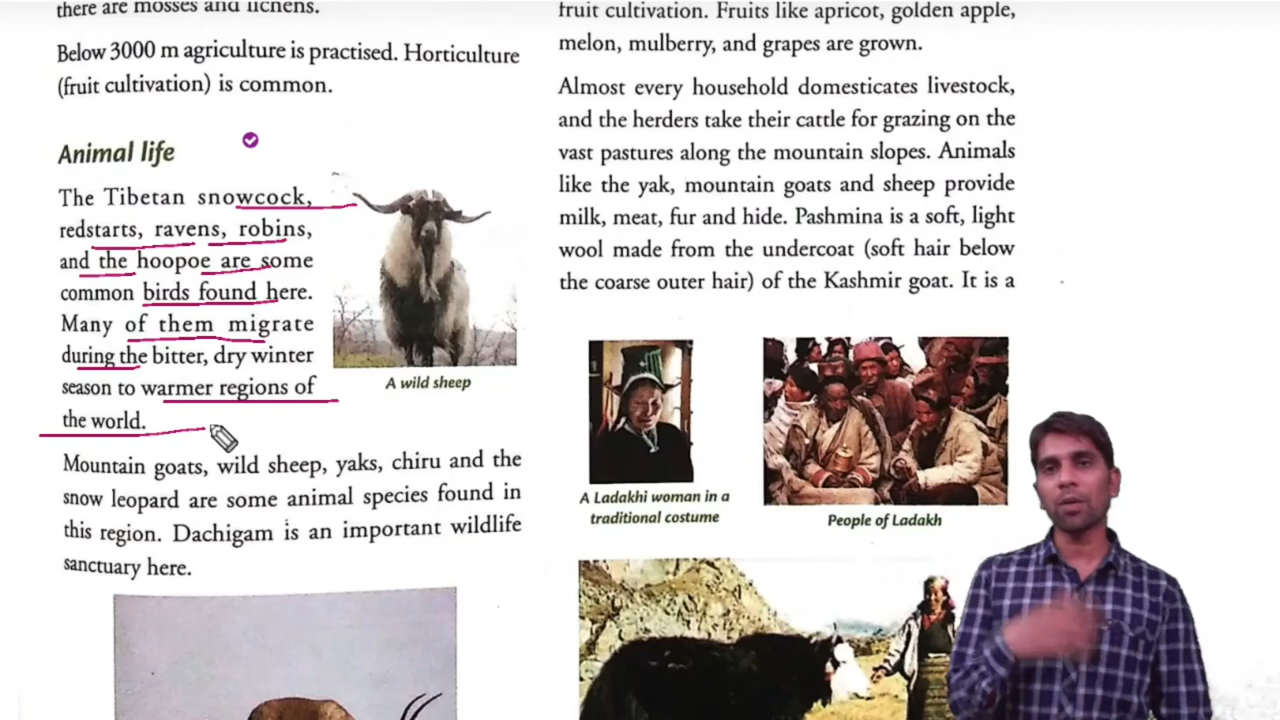 there are mosses and lichens.
Below 3000 m agriculture is practised. Horticulture
(fruit cultivation) is common.
Animal life
The Tibetan snowcock,
redstarts, ravens, robins,
and the hoopoe are some
common birds found here.
Many of them migrate
during the bitter, dry winter
season to warmer regions of
the world.
A wild sheep
Mountain goats, wild sheep, yaks, chiru and the
snow leopard are some animal species found in
this region. Dachigam is an important wildlife
sanctuary here.
fruit cultivation. Fruits like apricot, golden apple,
melon, mulberry, and grapes are grown.
Almost every household domesticates livestock,
and the herders take their cattle for grazing on the
vast pastures along the mountain slopes. Animals
like the yak, mountain goats and sheep provide
milk, meat, fur and hide. Pashmina is a soft, light
wool made from the undercoat (soft hair below
the coarse outer hair) of the Kashmir goat. It is a
A Ladakhi woman in a
traditional costume
People of Ladakh